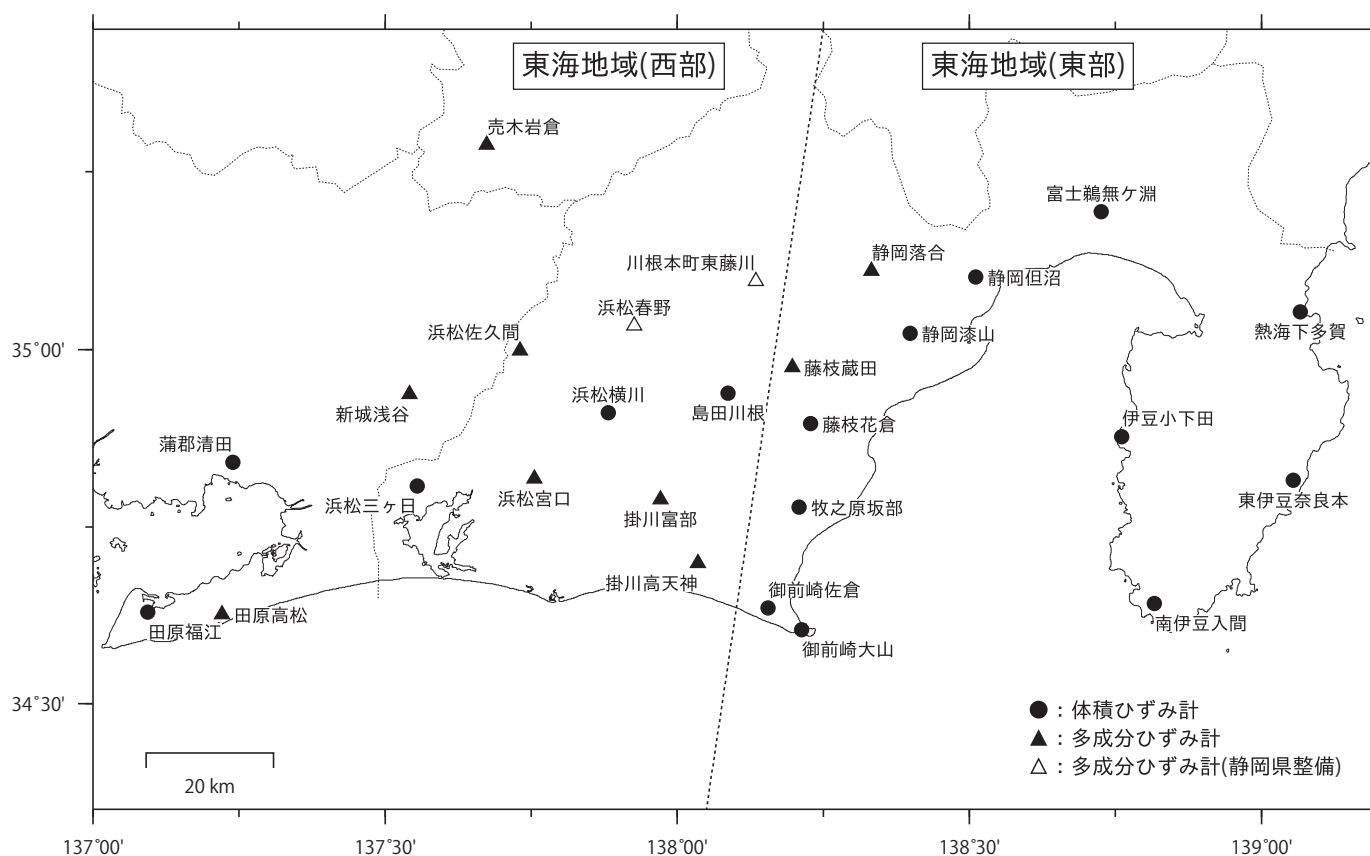 東海地域(西部)
東海地域(東部)
売木岩倉
富士鵜無ケ淵
静岡落合
川根本町東藤川
静岡但沼
浜松春野
熱海下多賀
浜松佐久間
静岡漆山
35°00'
藤枝蔵田
浜松横川
新城浅谷
島田川根
伊豆小下田
藤枝花倉
蒲郡清田
浜松三ヶ日
浜松宮口
東伊豆奈良本
牧之原坂部
掛川富部
掛川高天神
御前崎佐倉
田原高松
田原福江
南伊豆入間
御前崎大山
34°30'
：体積ひずみ計
：多成分ひずみ計
：多成分ひずみ計(静岡県整備)
20 km
137°00'
137°30'
138°00'
138°30'
139°00'